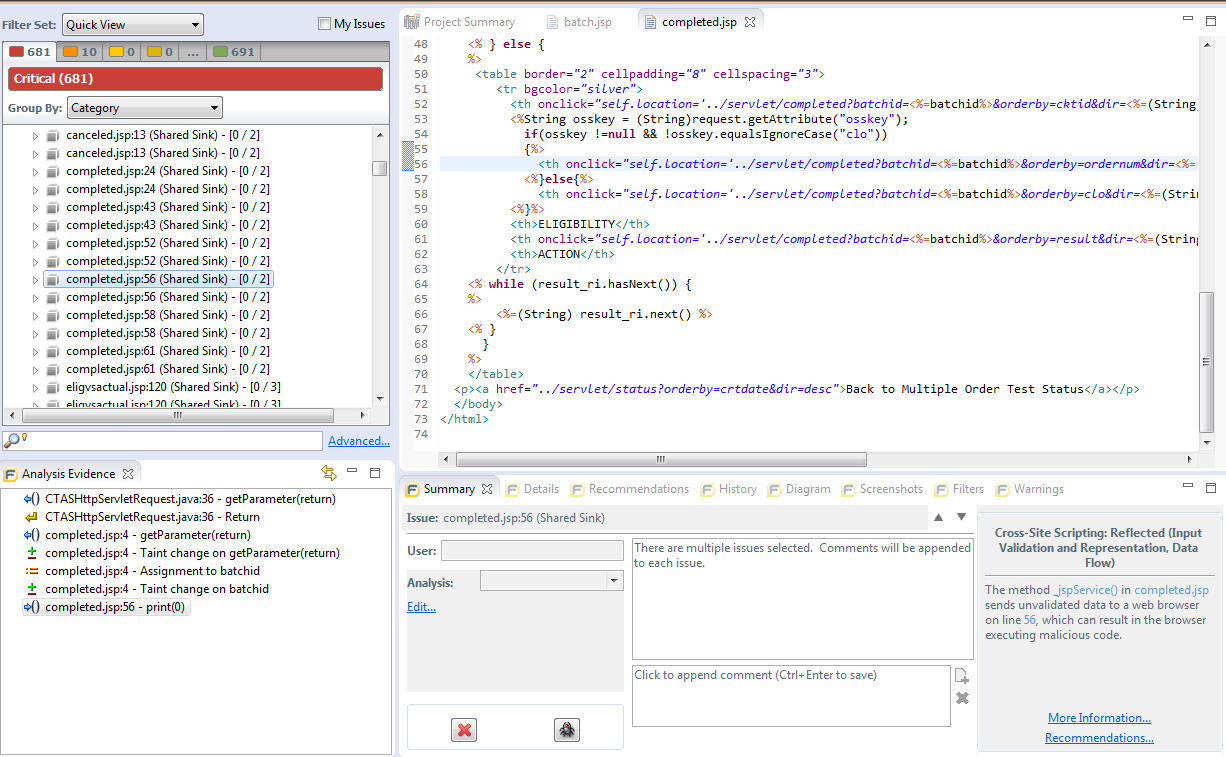 Filter Set: Quick View My Issues
681 10 0 0 ... 691
Critical (681)
Group By: Category
canceled.jsp:13 (Shared Sink) - [0 / 2]
canceled.jsp:13 (Shared Sink) - [0 / 2]
completed.jsp:24 (Shared Sink) - [0 / 2]
completed.jsp:24 (Shared Sink) - [0 / 2]
completed.jsp:43 (Shared Sink) - [0 / 2]
completed.jsp:43 (Shared Sink) - [0 / 2]
completed.jsp:52 (Shared Sink) - [0 / 2]
completed.jsp:52 (Shared Sink) - [0 / 2]
completed.jsp:56 (Shared Sink) - [0 / 2]
completed.jsp:56 (Shared Sink) - [0 / 2]
completed.jsp:58 (Shared Sink) - [0 / 2]
completed.jsp:58 (Shared Sink) - [0 / 2]
completed.jsp:61 (Shared Sink) - [0 / 2]
completed.jsp:61 (Shared Sink) - [0 / 2]
eligvsactual.jsp:120 (Shared Sink) - [0 / 3]
eligvsactual.jsp:120 (Shared Sink) - [0 / 3]
Advanced...
Analysis Evidence
CTASHttpServletRequest.java:36 - getParameter(return)
CTASHttpServletRequest.java:36 - Return
completed.jsp:4 - getParameter(return)
completed.jsp:4 - Taint change on getParameter(return)
completed.jsp:4 - Assignment to batchid
completed.jsp:4 - Taint change on batchid
completed.jsp:56 - print(0)
Project Summary batch.jsp completed.jsp
48 <% } else {
49 %>
50 <table border="2" cellpadding="8" cellspacing="3">
51 <tr bgcolor="silver">
52 <th onclick="self.location='../servlet/completed?batchid=<%=batchid%>&orderby=cktid&dir=<%=(String
53 <%String osskey = (String)request.getAttribute("osskey");
54 if(osskey !=null && !osskey.equalsIgnoreCase("clo"))
55 {%>
56 <th onclick="self.location='../servlet/completed?batchid=<%=batchid%>&orderby=ordernum&dir=<%=
57 <%}else{%>
58 <th onclick="self.location='../servlet/completed?batchid=<%=batchid%>&orderby=clo&dir=<%=(Strin
59 <%}%>
60 <th>ELIGIBILITY</th>
61 <th onclick="self.location='../servlet/completed?batchid=<%=batchid%>&orderby=result&dir=<%=(String
62 <th>ACTION</th>
63 </tr>
64 <% while (result_ri.hasNext()) {
65 %>
66 <%=(String) result_ri.next() %>
67 <% }
68 }
69 %>
70 </table>
71 <p><a href="../servlet/status?orderby=crtdate&dir=desc">Back to Multiple Order Test Status</a></p>
72 </body>
73 </html>
74
Summary Details Recommendations History Diagram Screenshots Filters Warnings
Issue: completed.jsp:56 (Shared Sink)
User:
Analysis:
Edit...
There are multiple issues selected. Comments will be appended
to each issue.
Click to append comment (Ctrl+Enter to save)
Cross-Site Scripting: Reflected (Input
Validation and Representation, Data
Flow)
The method _jspService() in completed.jsp
sends unvalidated data to a web browser
on line 56, which can result in the browser
executing malicious code.
More Information...
Recommendations...